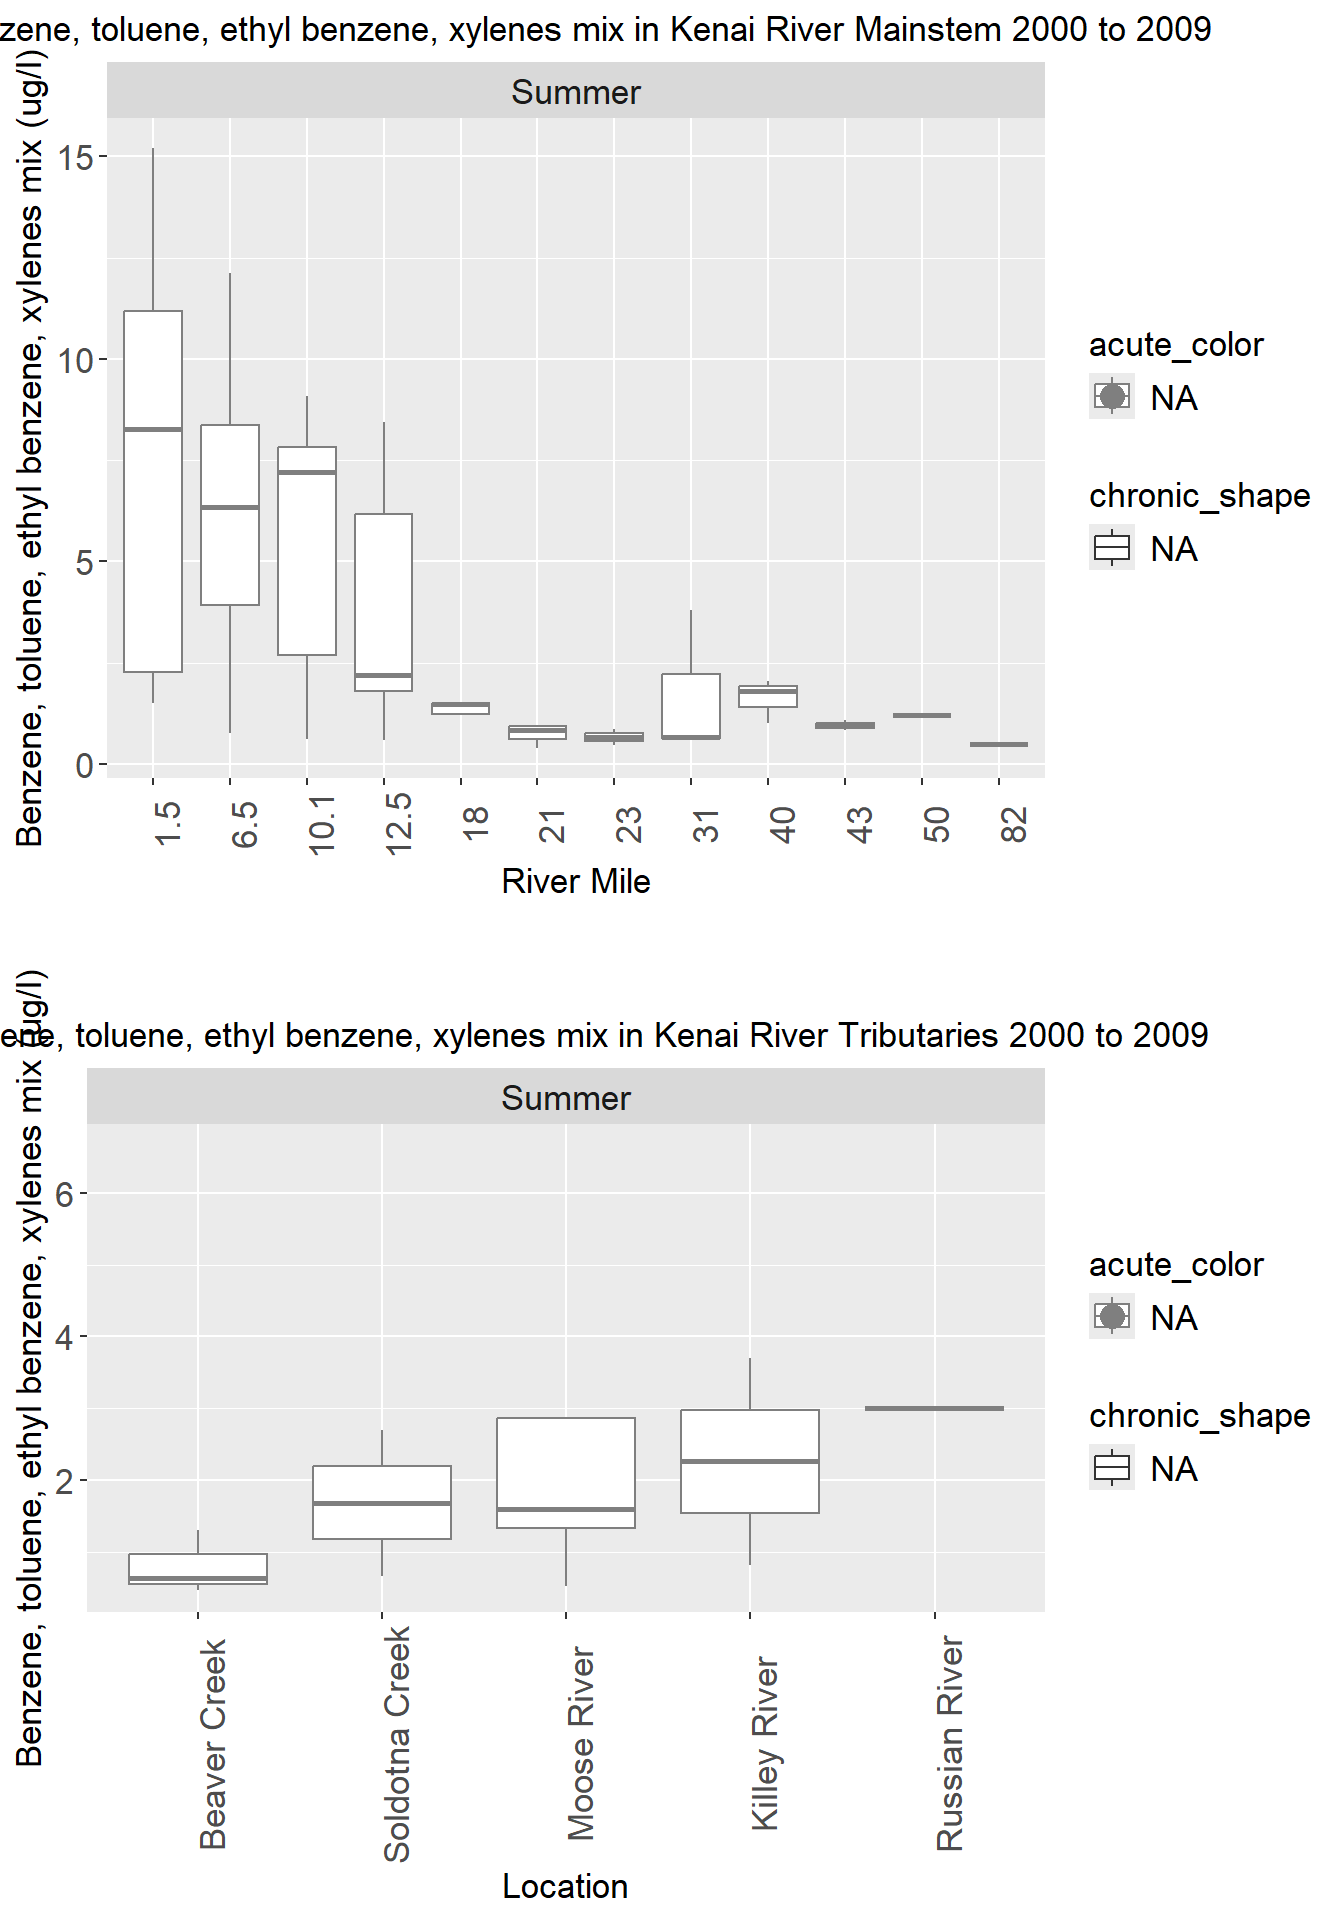 zene, toluene, ethyl benzene, xylenes mix in Kenai River Mainstem 2000 to 2009
Summer
Benzene, toluene, ethyl benzene, xylenes mix (ug/l)
15
10
5
0
1.5
6.5
10.1
12.5
18
21
23
31
40
43
50
82
River Mile
acute_color
NA
chronic_shape
NA
ene, toluene, ethyl benzene, xylenes mix in Kenai River Tributaries 2000 to 2009
Summer
Benzene, toluene, ethyl benzene, xylenes mix (ug/l)
6
4
2
Beaver Creek
Soldotna Creek
Moose River
Killey River
Russian River
Location
acute_color
NA
chronic_shape
NA